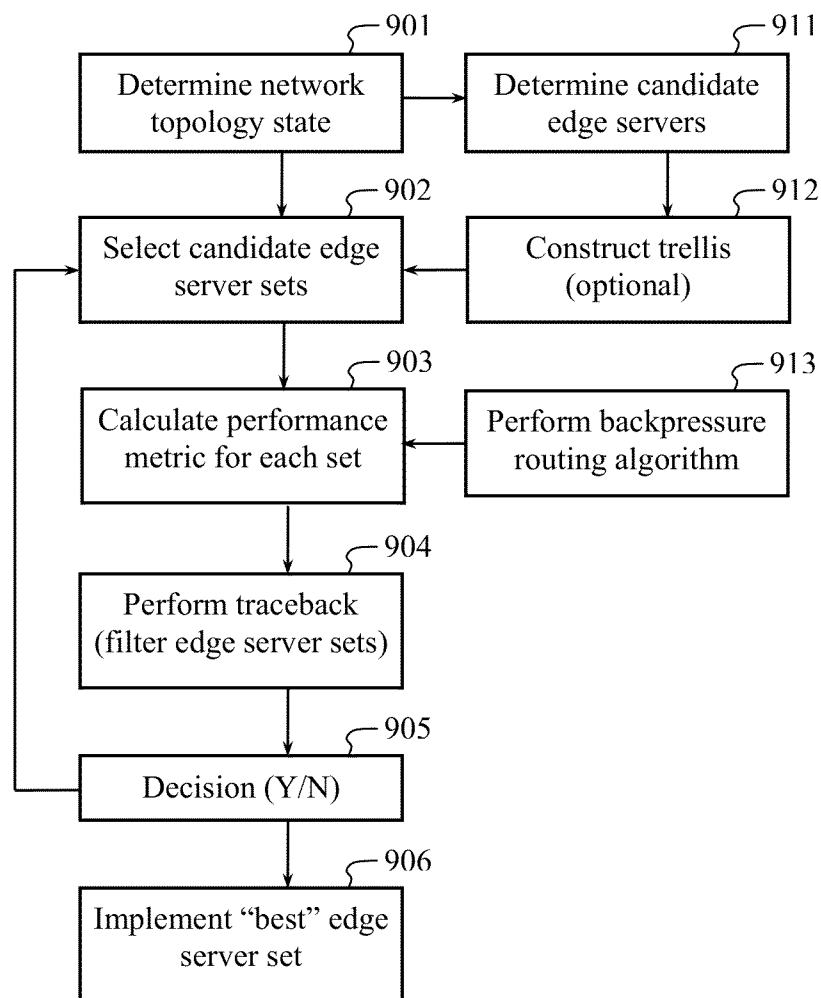 901
Determine network
topology state
911
Determine candidate
edge servers
902
Select candidate edge
server sets
912
Construct trellis
(optional)
903
Calculate performance
metric for each set
913
Perform backpressure
routing algorithm
904
Perform traceback
(filter edge server sets)
905
Decision (Y/N)
906
Implement “best” edge
server set